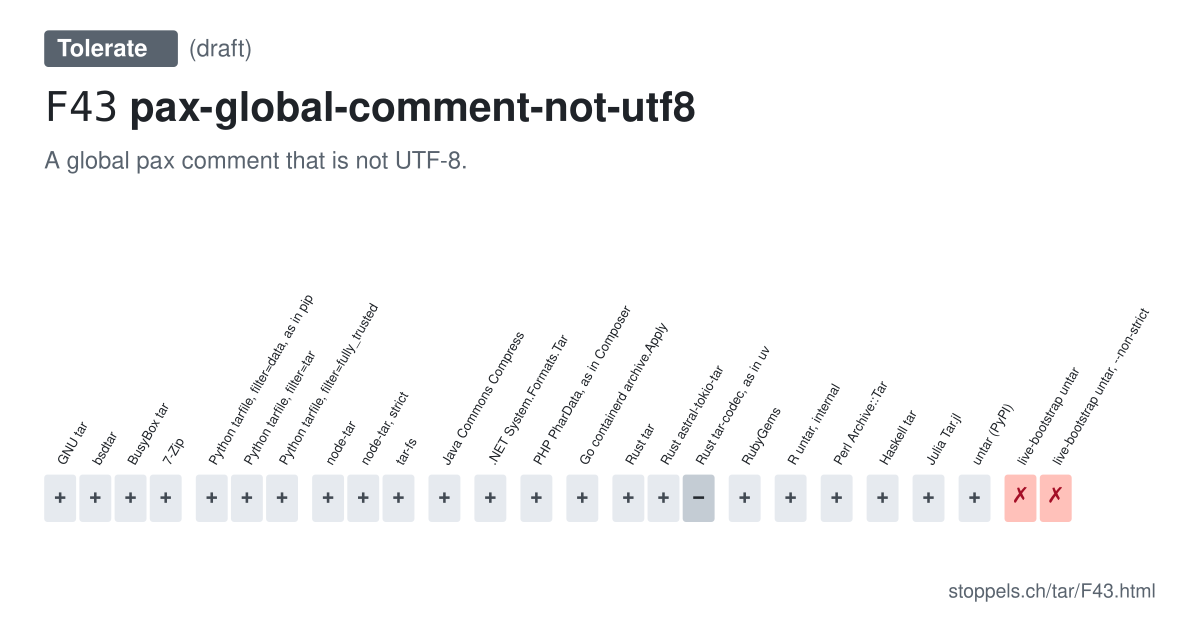 Tolerate (draft)
F43 pax-global-comment-not-utf8
A global pax comment that is not UTF-8.
GNU tar
bsdtar
BusyBox tar
7-Zip
Python tarfile, filter=data, as in pip
Python tarfile, filter=tar
Python tarfile, filter=fully_trusted
node-tar
node-tar, strict
tar-fs
Java Commons Compress
.NET System.Formats.Tar
PHP PharData, as in Composer
Go containerd archive.Apply
Rust tar
Rust astral-tokio-tar
Rust tar-codec, as in uv
RubyGems
R untar, internal
Perl Archive::Tar
Haskell tar
Julia Tar.jl
untar (PyPI)
live-bootstrap untar
live-bootstrap untar, --non-strict
+ + + + + + + + + + + + + + + + − + + + + + + ✗ ✗
stoppels.ch/tar/F43.html